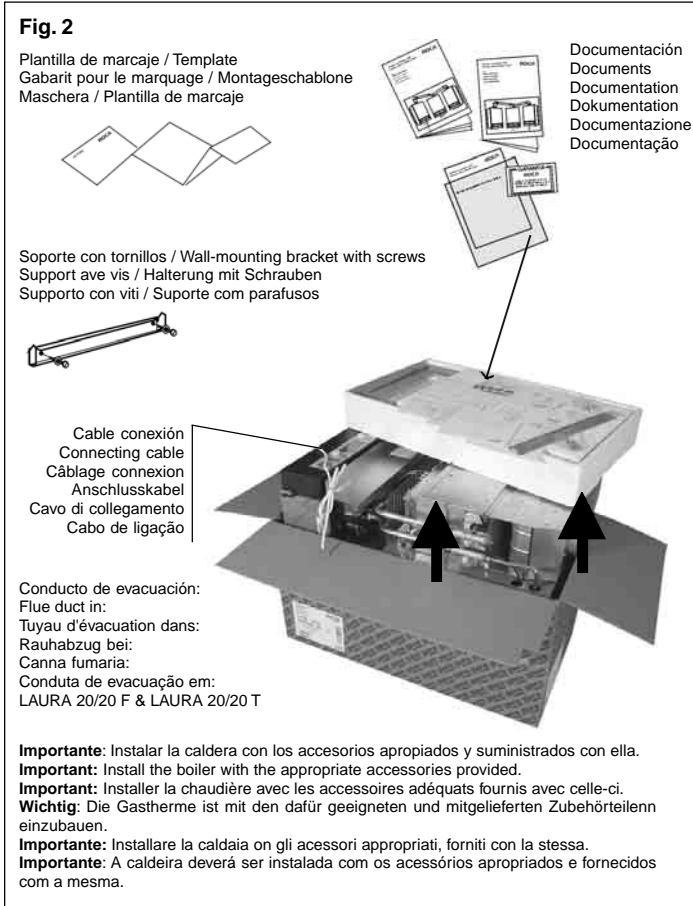 Fig. 2
Plantilla de marcaje / Template
Gabarit pour le marquage / Montageschablone
Maschera / Plantilla de marcaje
Documentación
Documents
Documentation
Dokumentation
Documentazione
Documentação
GARANTIA
Soporte con tornillos / Wall-mounting bracket with screws
Support ave vis / Halterung mit Schrauben
Supporto con viti / Suporte com parafusos
Cable conexión
Connecting cable
Câblage connexion
Anschlusskabel
Cavo di collegamento
Cabo de ligação
Conducto de evacuación:
Flue duct in:
Tuyau d'évacuation dans:
Rauhabzug bei:
Canna fumaria:
Conduta de evacuação em:
LAURA 20/20 F & LAURA 20/20 T
Importante: Instalar la caldera con los accesorios apropiados y suministrados con ella.
Important: Install the boiler with the appropriate accessories provided.
Important: Installer la chaudière avec les accessoires adéquats fournis avec celle-ci.
Wichtig: Die Gastherme ist mit den dafür geeigneten und mitgelieferten Zubehörteilenn
einzubauen.
Importante: Installare la caldaia on gli acessori appropriati, forniti con la stessa.
Importante: A caldeira deverá ser instalada com os acessórios apropriados e fornecidos
com a mesma.